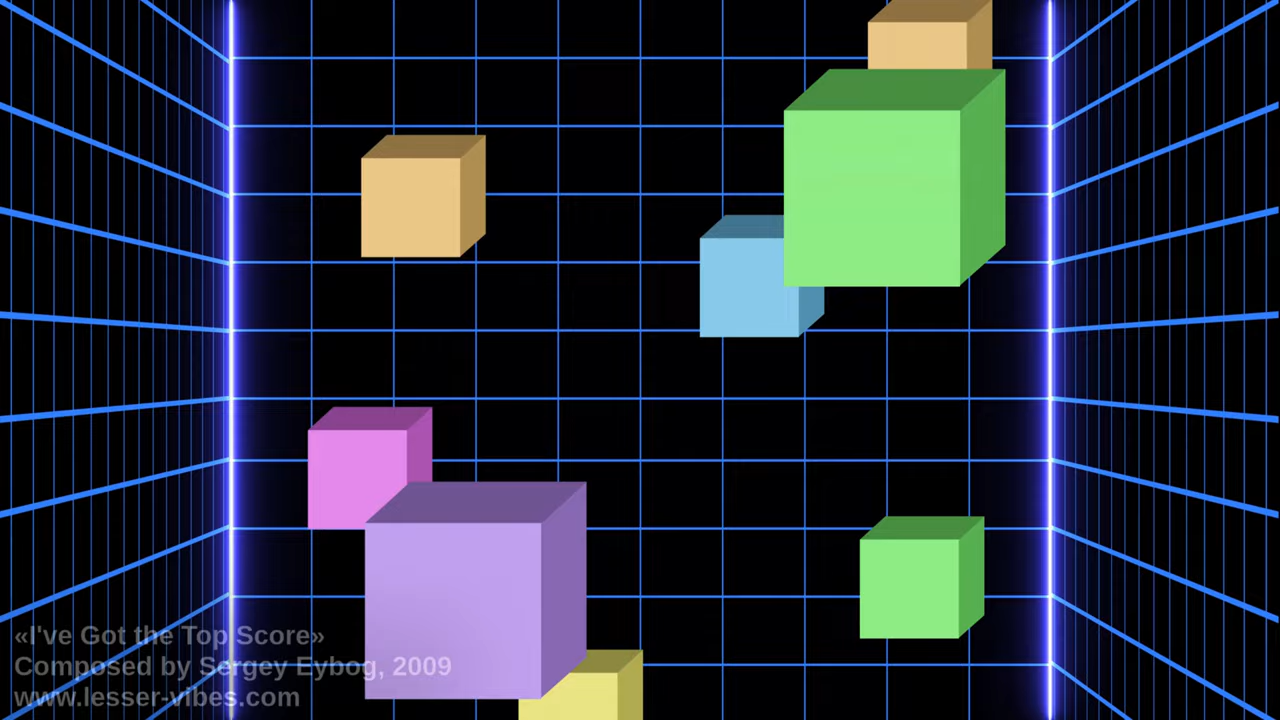 «I've Got the Top Score»
Composed by Sergey Eybog, 2009
www.lesser-vibes.com